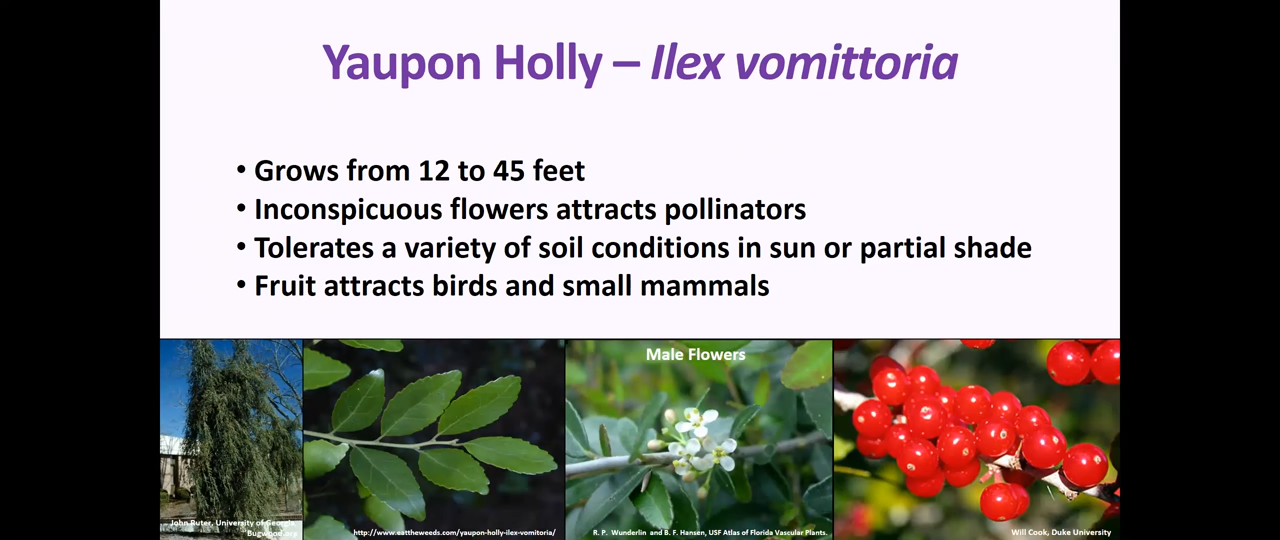 Yaupon Holly – Ilex vomittoria
• Grows from 12 to 45 feet
• Inconspicuous flowers attracts pollinators
• Tolerates a variety of soil conditions in sun or partial shade
• Fruit attracts birds and small mammals
Male Flowers
John Ruter, University of Georgia,
Bugwood.org
http://www.eattheweeds.com/yaupon-holly-ilex-vomitoria/
R. P. Wunderlin and B. F. Hansen, USF Atlas of Florida Vascular Plants.
Will Cook, Duke University